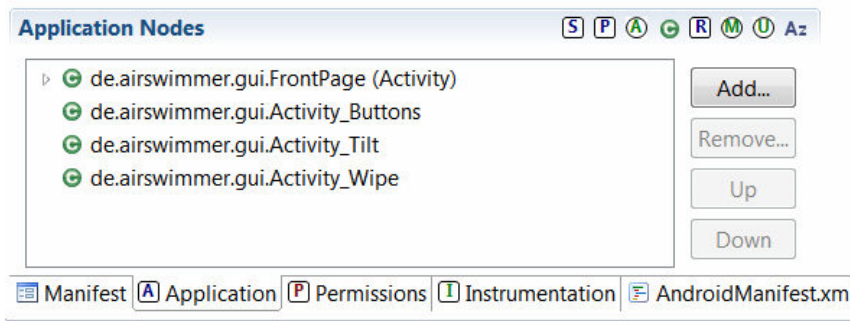 Application Nodes S P A C R M U Az
de.airswimmer.gui.FrontPage (Activity)
de.airswimmer.gui.Activity_Buttons
de.airswimmer.gui.Activity_Tilt
de.airswimmer.gui.Activity_Wipe
Add...
Remove...
Up
Down
Manifest A Application P Permissions I Instrumentation AndroidManifest.xm